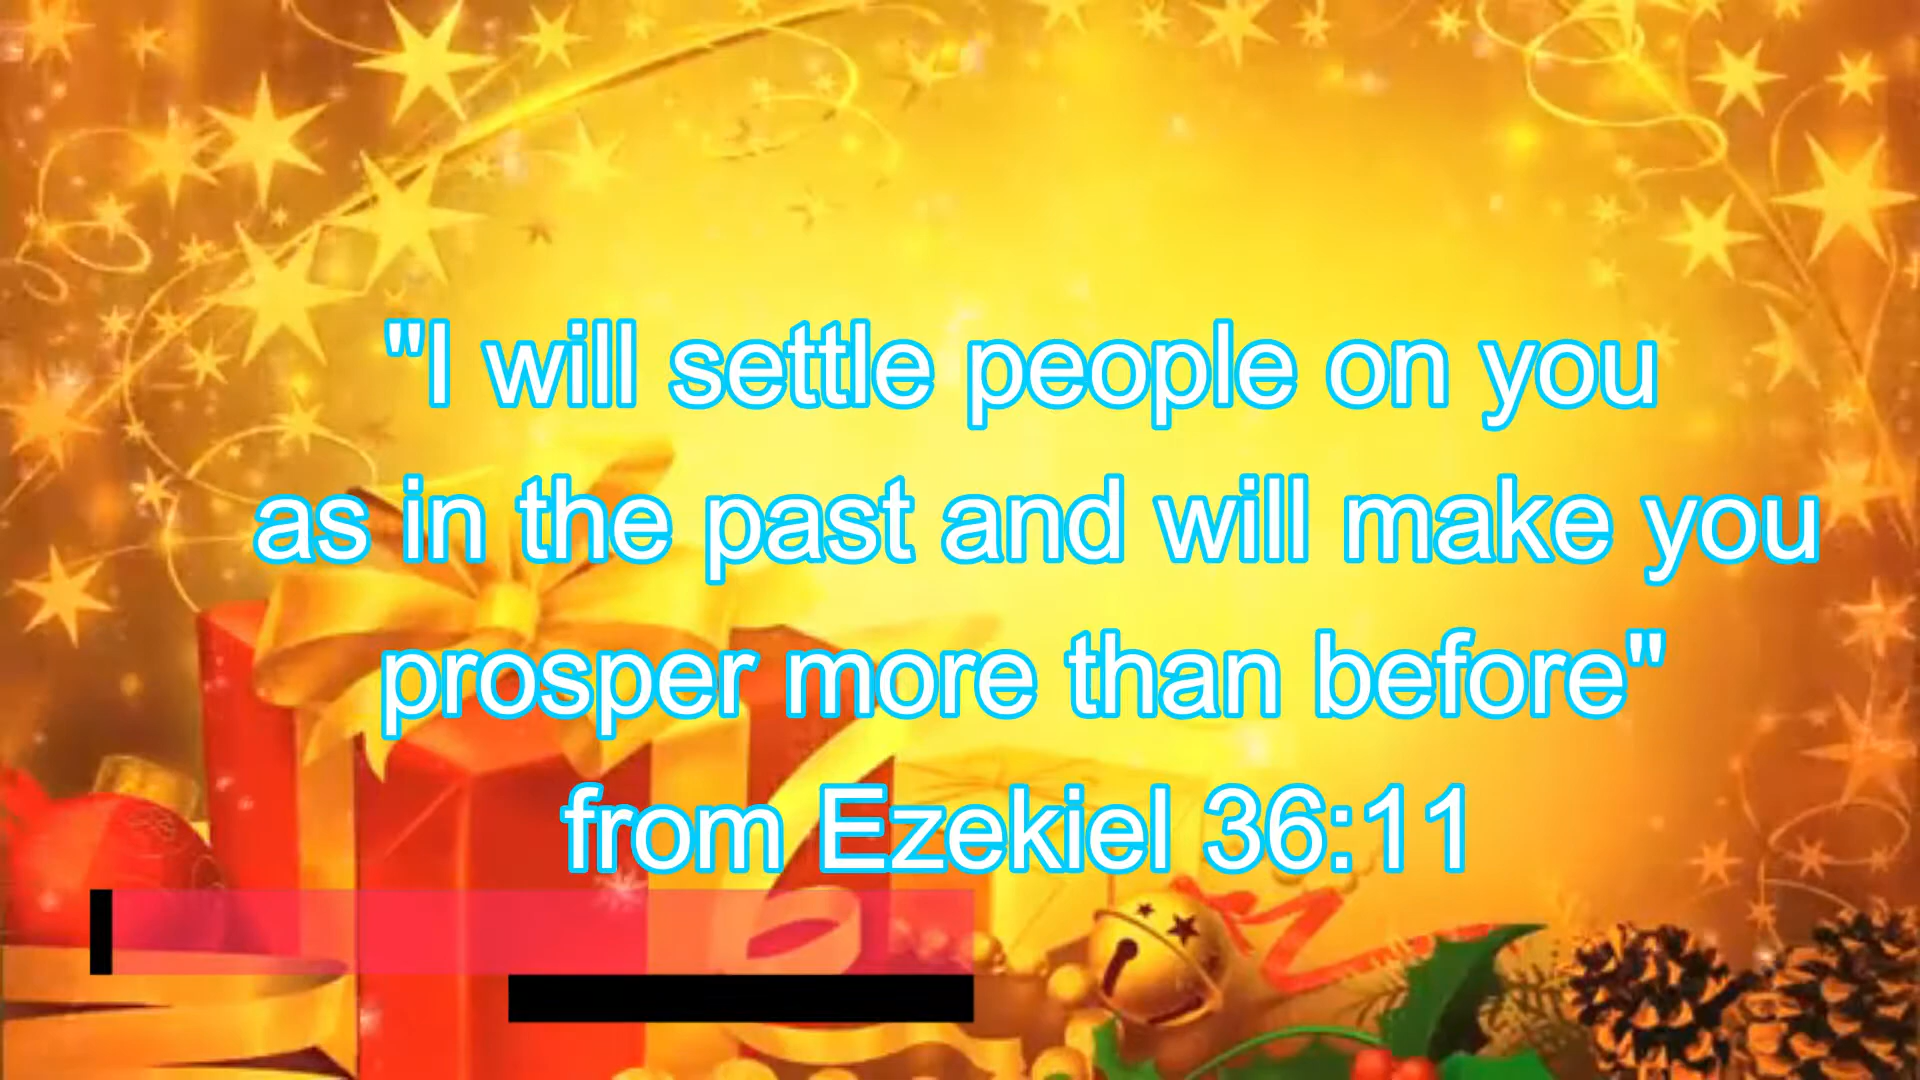 "I will settle people on you
as in the past and will make you
prosper more than before"
from Ezekiel 36:11